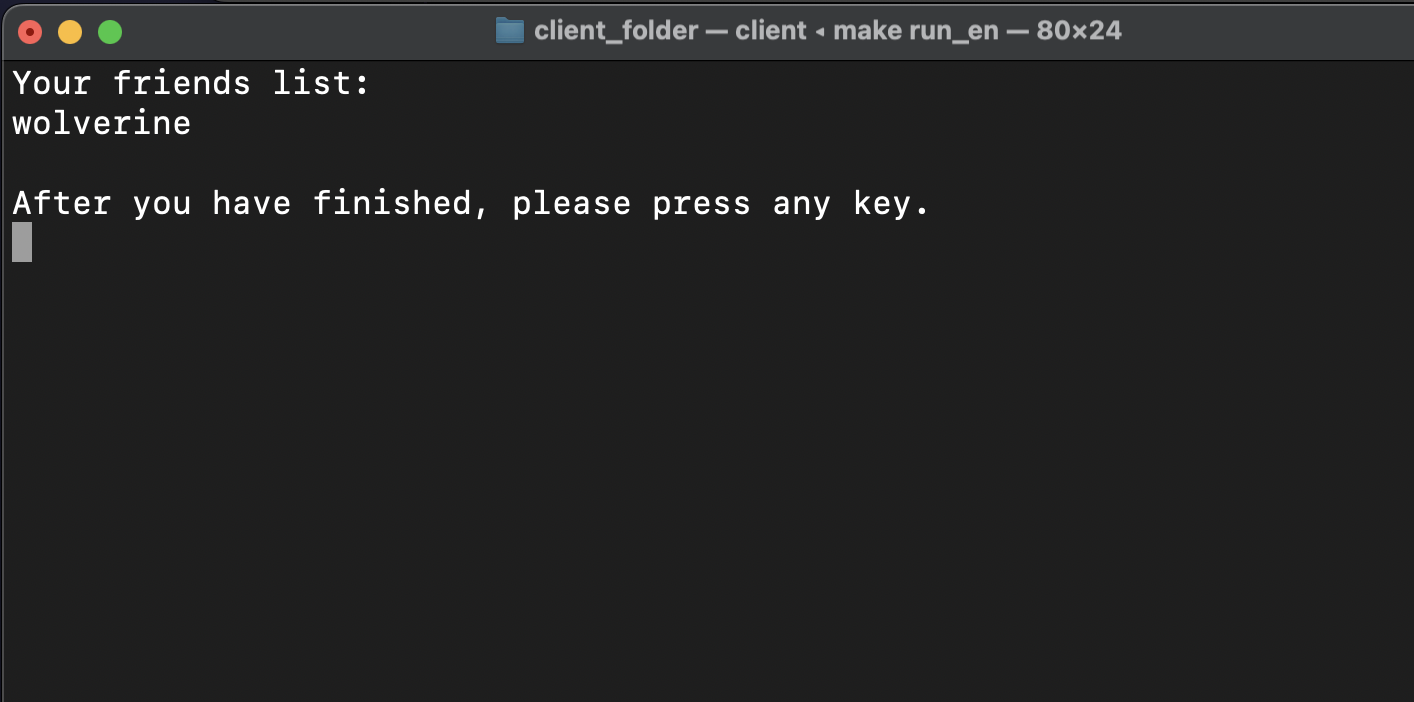 client_folder — client ◂ make run_en — 80×24
Your friends list:
wolverine
After you have finished, please press any key.